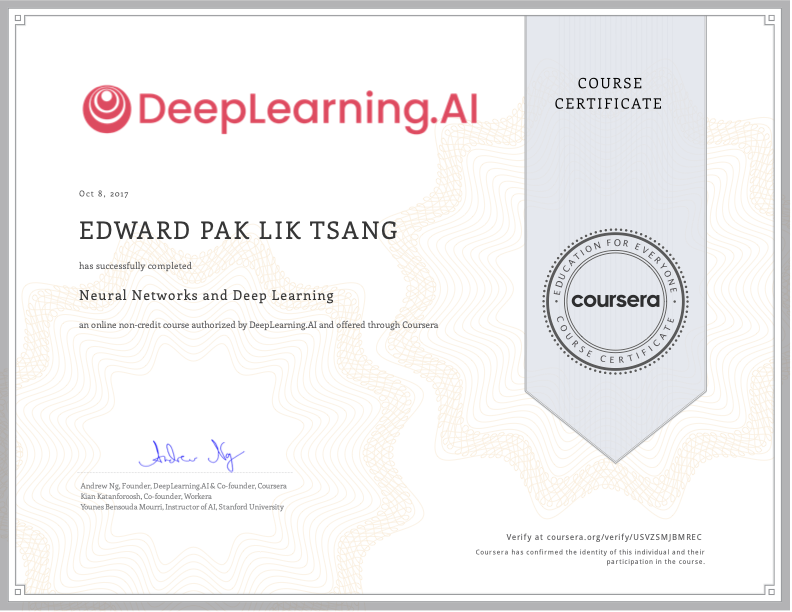 DeepLearning.AI
COURSE
CERTIFICATE
Oct 8, 2017
EDWARD PAK LIK TSANG
has successfully completed
Neural Networks and Deep Learning
an online non-credit course authorized by DeepLearning.AI and offered through Coursera
EDUCATION FOR EVERYONE
coursera
COURSE CERTIFICATE
Andrew Ng
Andrew Ng, Founder, DeepLearning.AI & Co-founder, Coursera
Kian Katanforoosh, Co-founder, Workera
Younes Bensouda Mourri, Instructor of AI, Stanford University
Verify at coursera.org/verify/USVZSMJBMREC
Coursera has confirmed the identity of this individual and their
participation in the course.